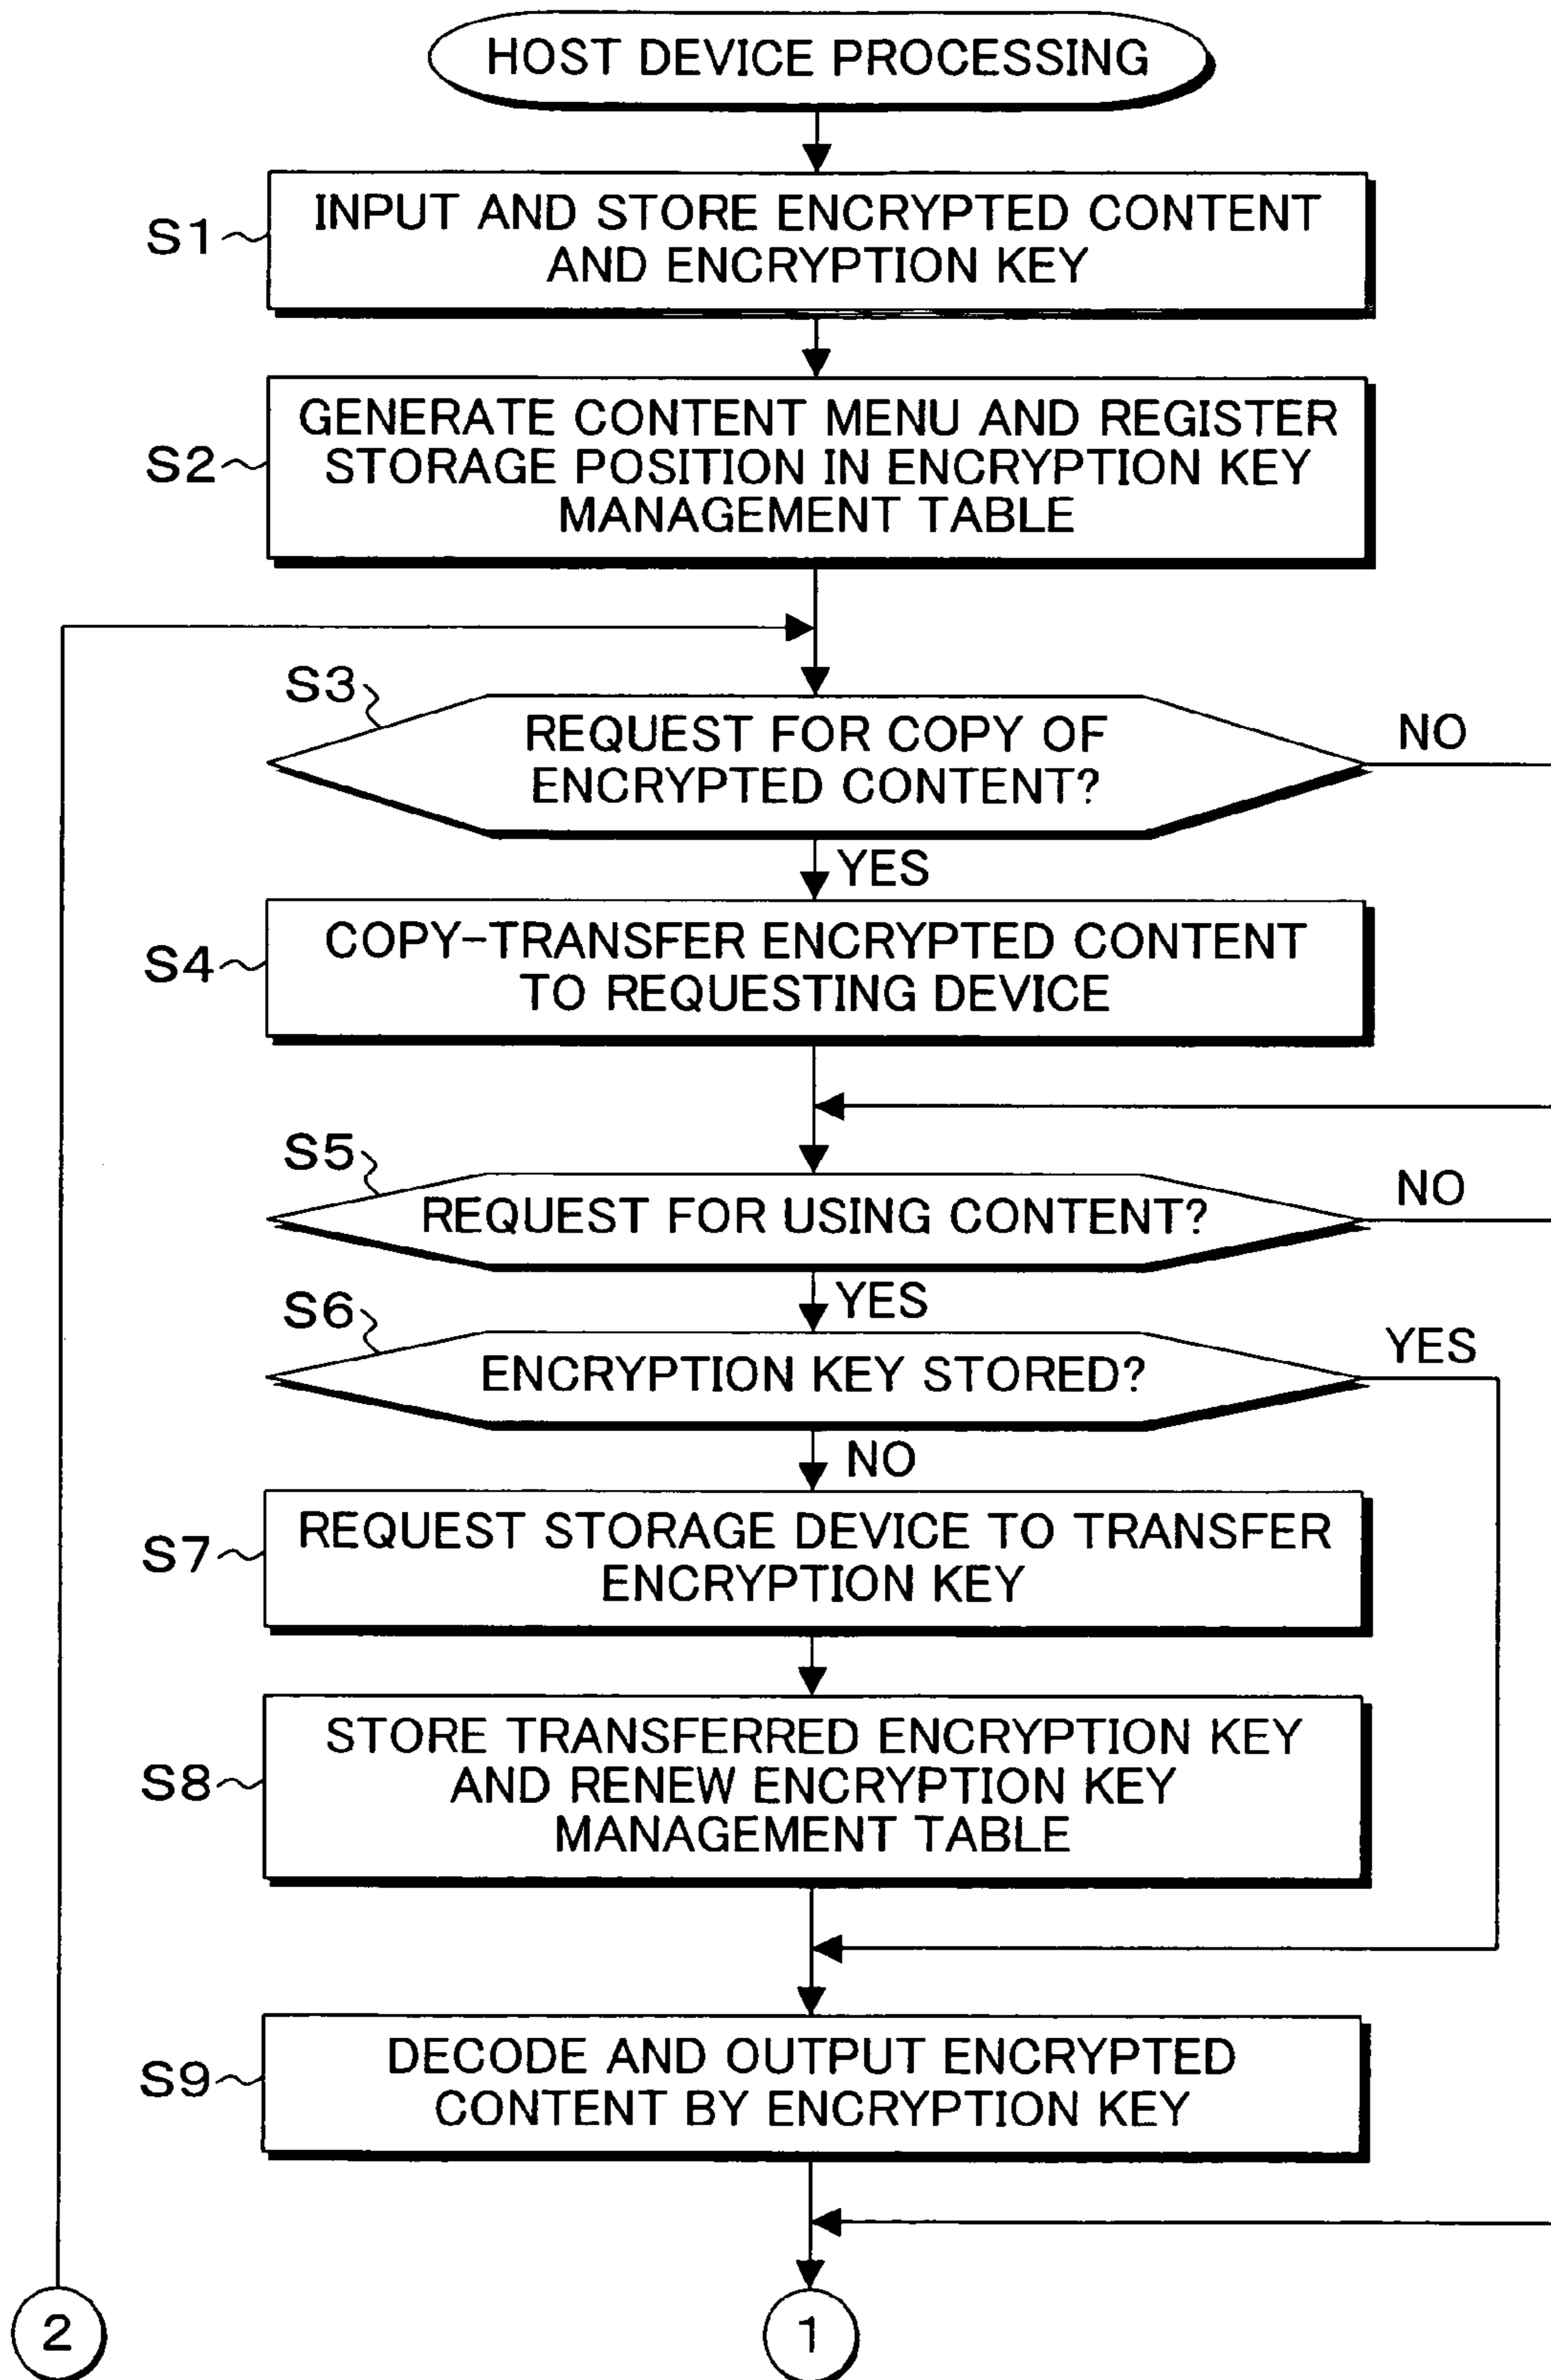 HOST DEVICE PROCESSING
S1
INPUT AND STORE ENCRYPTED CONTENT
AND ENCRYPTION KEY
S2
GENERATE CONTENT MENU AND REGISTER
STORAGE POSITION IN ENCRYPTION KEY
MANAGEMENT TABLE
S3
REQUEST FOR COPY OF
ENCRYPTED CONTENT?
NO
YES
S4
COPY-TRANSFER ENCRYPTED CONTENT
TO REQUESTING DEVICE
S5
REQUEST FOR USING CONTENT?
NO
YES
S6
ENCRYPTION KEY STORED?
YES
NO
S7
REQUEST STORAGE DEVICE TO TRANSFER
ENCRYPTION KEY
S8
STORE TRANSFERRED ENCRYPTION KEY
AND RENEW ENCRYPTION KEY
MANAGEMENT TABLE
S9
DECODE AND OUTPUT ENCRYPTED
CONTENT BY ENCRYPTION KEY
2
1